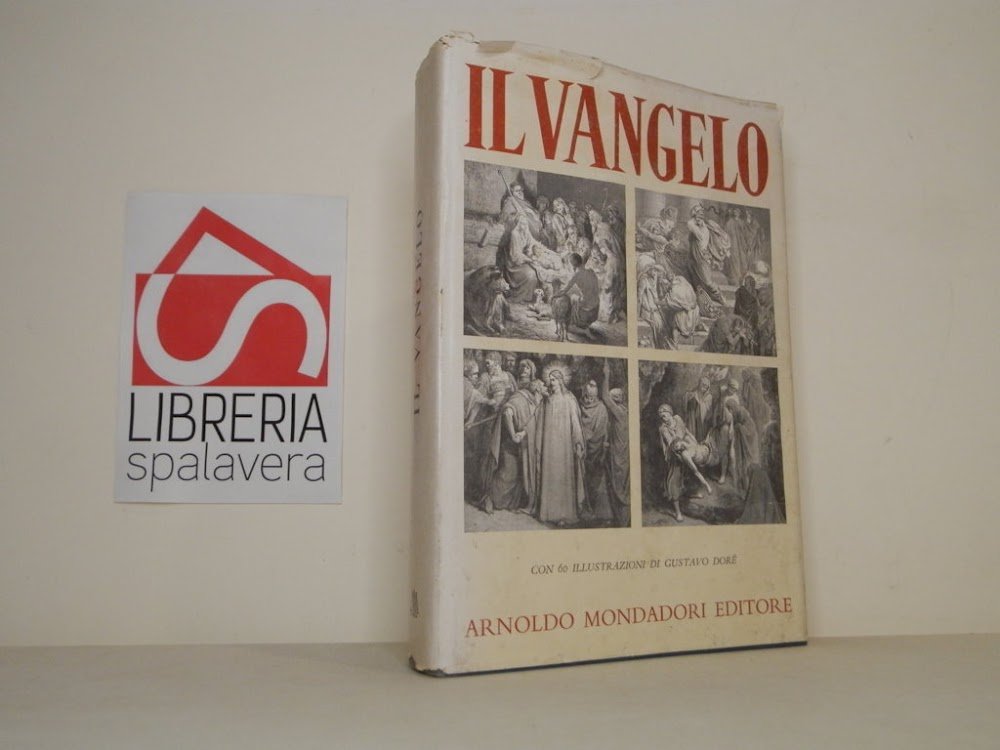 LIBRERIA
spalavera
IL VANGELO
IL VANGELO
CON 60 ILLUSTRAZIONI DI GUSTAVO DORÉ
ARNOLDO MONDADORI EDITORE